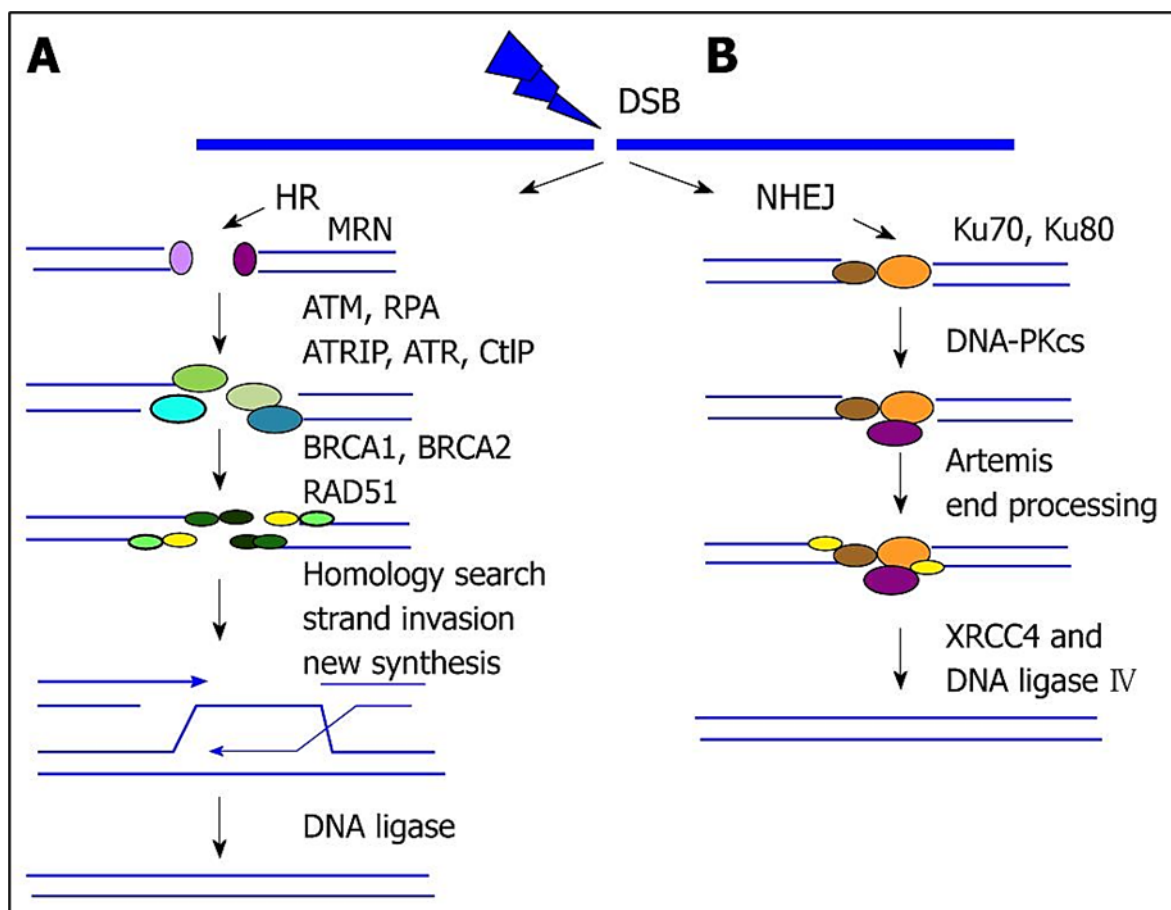 A
B
DSB
HR
MRN
ATM, RPA
ATRIP, ATR, CtIP
BRCA1, BRCA2
RAD51
Homology search
strand invasion
new synthesis
DNA ligase
NHEJ
Ku70, Ku80
DNA-PKcs
Artemis
end processing
XRCC4 and
DNA ligase Ⅳ